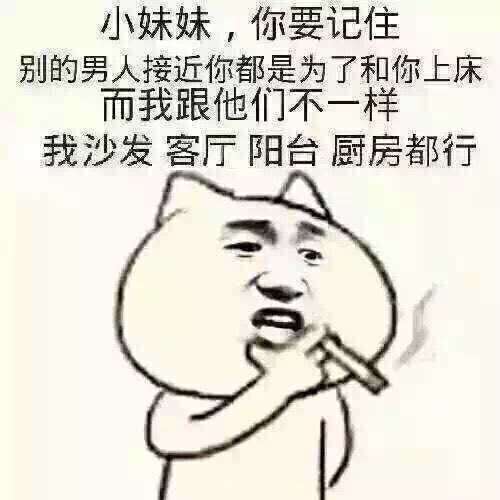 小妹妹，你要记住
别的男人接近你都是为了和你上床
而我跟他们不一样
我沙发 客厅 阳台 厨房都行